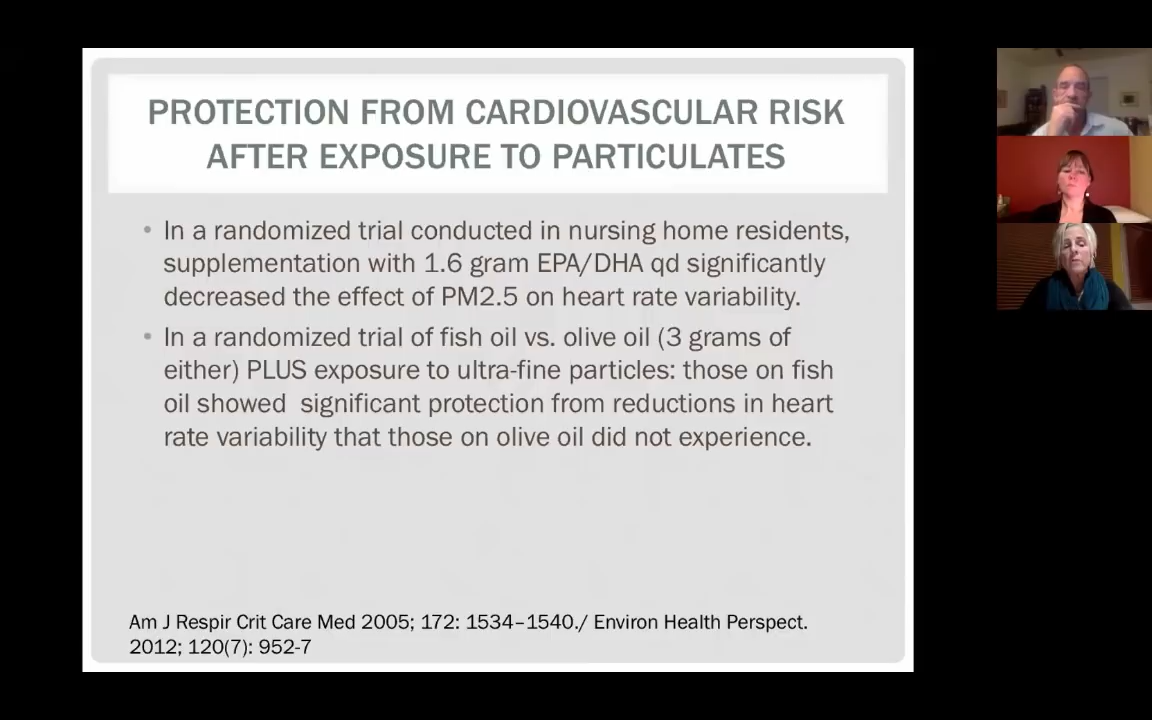 PROTECTION FROM CARDIOVASCULAR RISK
AFTER EXPOSURE TO PARTICULATES
• In a randomized trial conducted in nursing home residents,
supplementation with 1.6 gram EPA/DHA qd significantly
decreased the effect of PM2.5 on heart rate variability.
• In a randomized trial of fish oil vs. olive oil (3 grams of
either) PLUS exposure to ultra-fine particles: those on fish
oil showed  significant protection from reductions in heart
rate variability that those on olive oil did not experience.
Am J Respir Crit Care Med 2005; 172: 1534–1540./ Environ Health Perspect.
2012; 120(7): 952-7